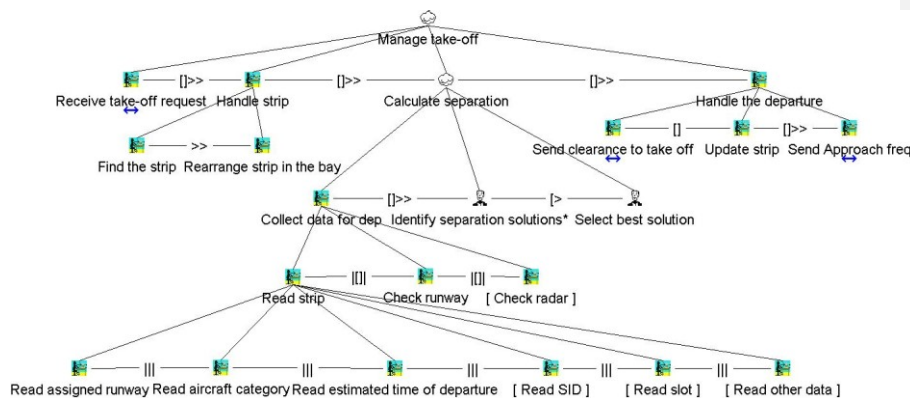 Manage take-off
[]>> []>> []>>
Receive take-off request Handle strip Calculate separation Handle the departure
>> [] []>>
Find the strip Rearrange strip in the bay Send clearance to take off Update strip Send Approach freq
[]>> [>
Collect data for dep Identify separation solutions* Select best solution
|[]| |[]|
Read strip Check runway [ Check radar ]
||| ||| ||| ||| |||
Read assigned runway Read aircraft category Read estimated time of departure [ Read SID ] [ Read slot ] [ Read other data ]